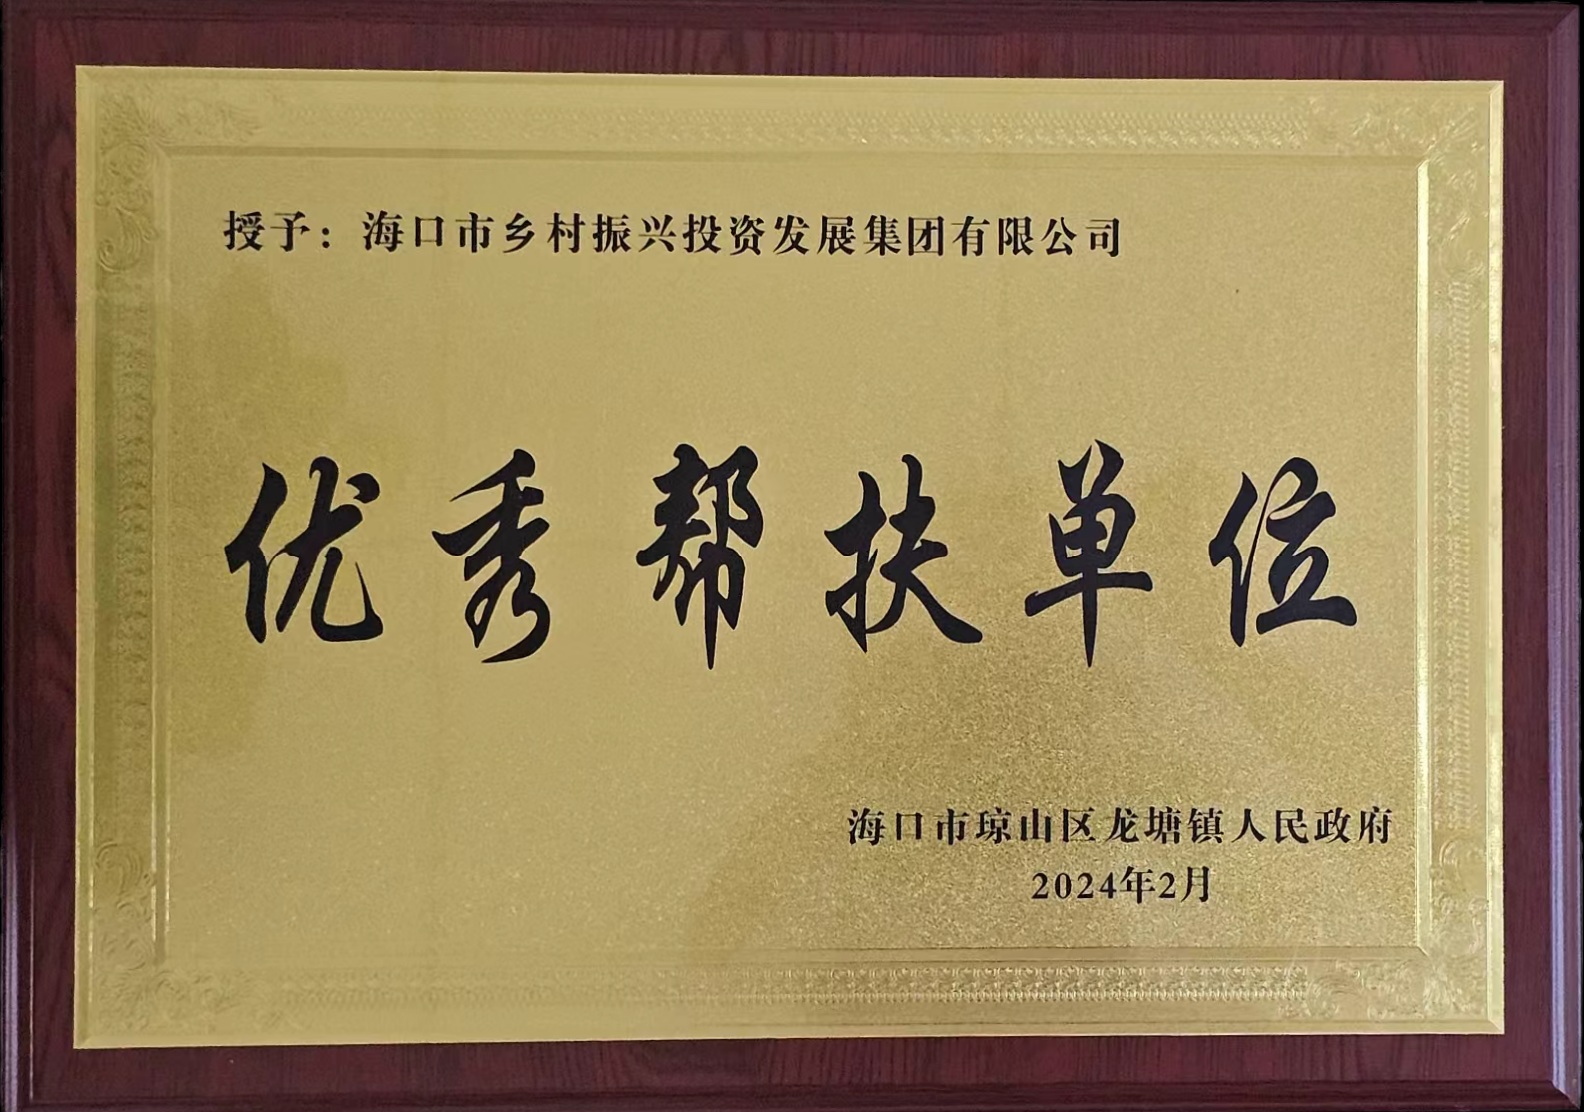 授予：海口市乡村振兴投资发展集团有限公司
优秀帮扶单位
海口市琼山区龙塘镇人民政府
2024年2月